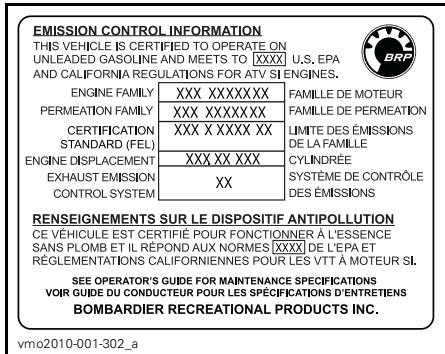 EMISSION CONTROL INFORMATION
THIS VEHICLE IS CERTIFIED TO OPERATE ON
UNLEADED GASOLINE AND MEETS TO XXXX U.S. EPA
AND CALIFORNIA REGULATIONS FOR ATV SI ENGINES.
BRP
ENGINE FAMILY XXX XXXXXXX FAMILLE DE MOTEUR
PERMEATION FAMILY XXX XXXXXXX FAMILLE DE PERMEATION
CERTIFICATION XXX X XXXX XX LIMITE DES ÉMISSIONS
STANDARD (FEL) DE LA FAMILLE
ENGINE DISPLACEMENT XXX XX XXX CYLINDRÉE
EXHAUST EMISSION XX SYSTÈME DE CONTRÔLE
CONTROL SYSTEM DES ÉMISSIONS
RENSEIGNEMENTS SUR LE DISPOSITIF ANTIPOLLUTION
CE VÉHICULE EST CERTIFIÉ POUR FONCTIONNER À L'ESSENCE
SANS PLOMB ET IL RÉPOND AUX NORMES XXXX DE L'EPA ET
RÉGLEMENTATIONS CALIFORNIENNES POUR LES VTT À MOTEUR SI.
SEE OPERATOR'S GUIDE FOR MAINTENANCE SPECIFICATIONS
VOIR GUIDE DU CONDUCTEUR POUR LES SPÉCIFICATIONS D'ENTRETIENS
BOMBARDIER RECREATIONAL PRODUCTS INC.
vmo2010-001-302_a